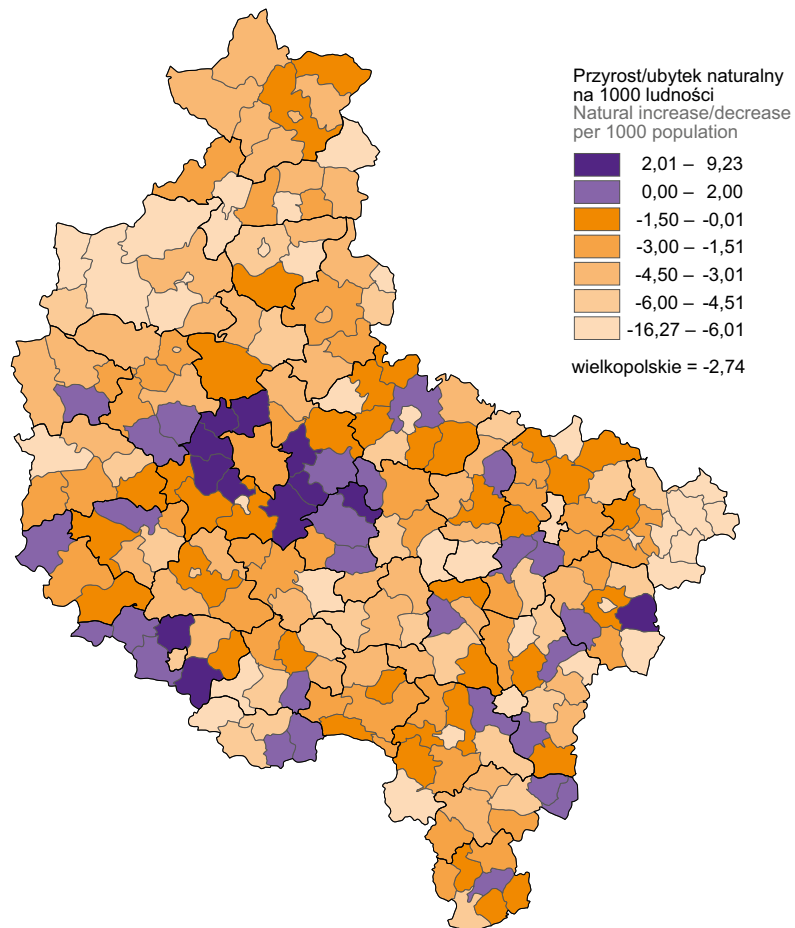 Przyrost/ubytek naturalny
na 1000 ludności
Natural increase/decrease
per 1000 population
2,01 – 9,23
0,00 – 2,00
-1,50 – -0,01
-3,00 – -1,51
-4,50 – -3,01
-6,00 – -4,51
-16,27 – -6,01
wielkopolskie = -2,74